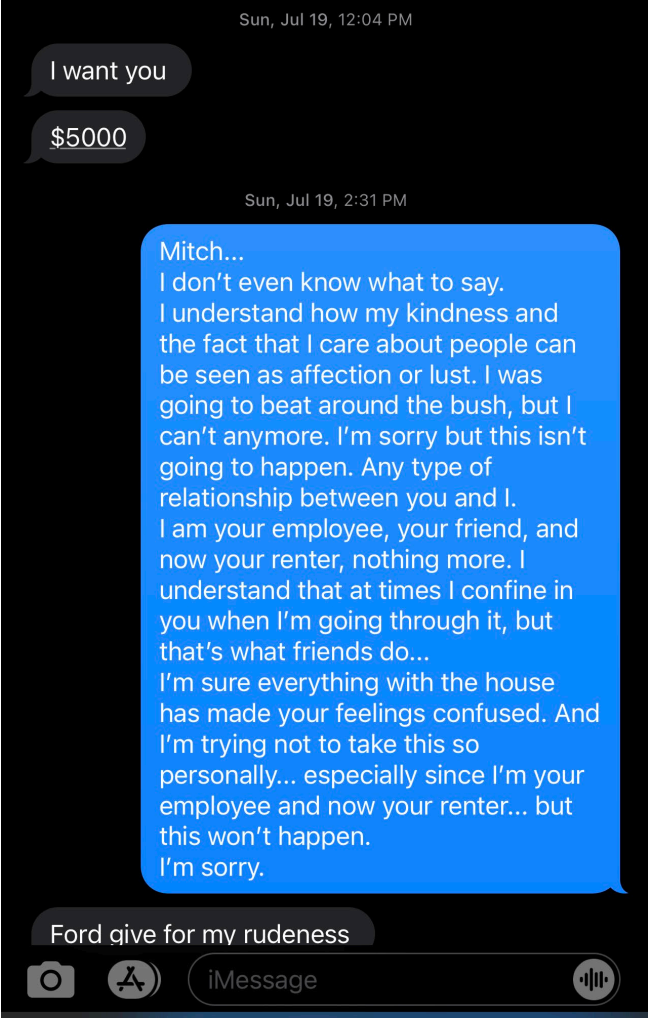 Sun, Jul 19, 12:04 PM
I want you
$5000
Sun, Jul 19, 2:31 PM
Mitch...
I don’t even know what to say.
I understand how my kindness and
the fact that I care about people can
be seen as affection or lust. I was
going to beat around the bush, but I
can’t anymore. I’m sorry but this isn’t
going to happen. Any type of
relationship between you and I.
I am your employee, your friend, and
now your renter, nothing more. I
understand that at times I confine in
you when I’m going through it, but
that’s what friends do...
I’m sure everything with the house
has made your feelings confused. And
I’m trying not to take this so
personally... especially since I’m your
employee and now your renter... but
this won’t happen.
I’m sorry.
Ford give for my rudeness
iMessage